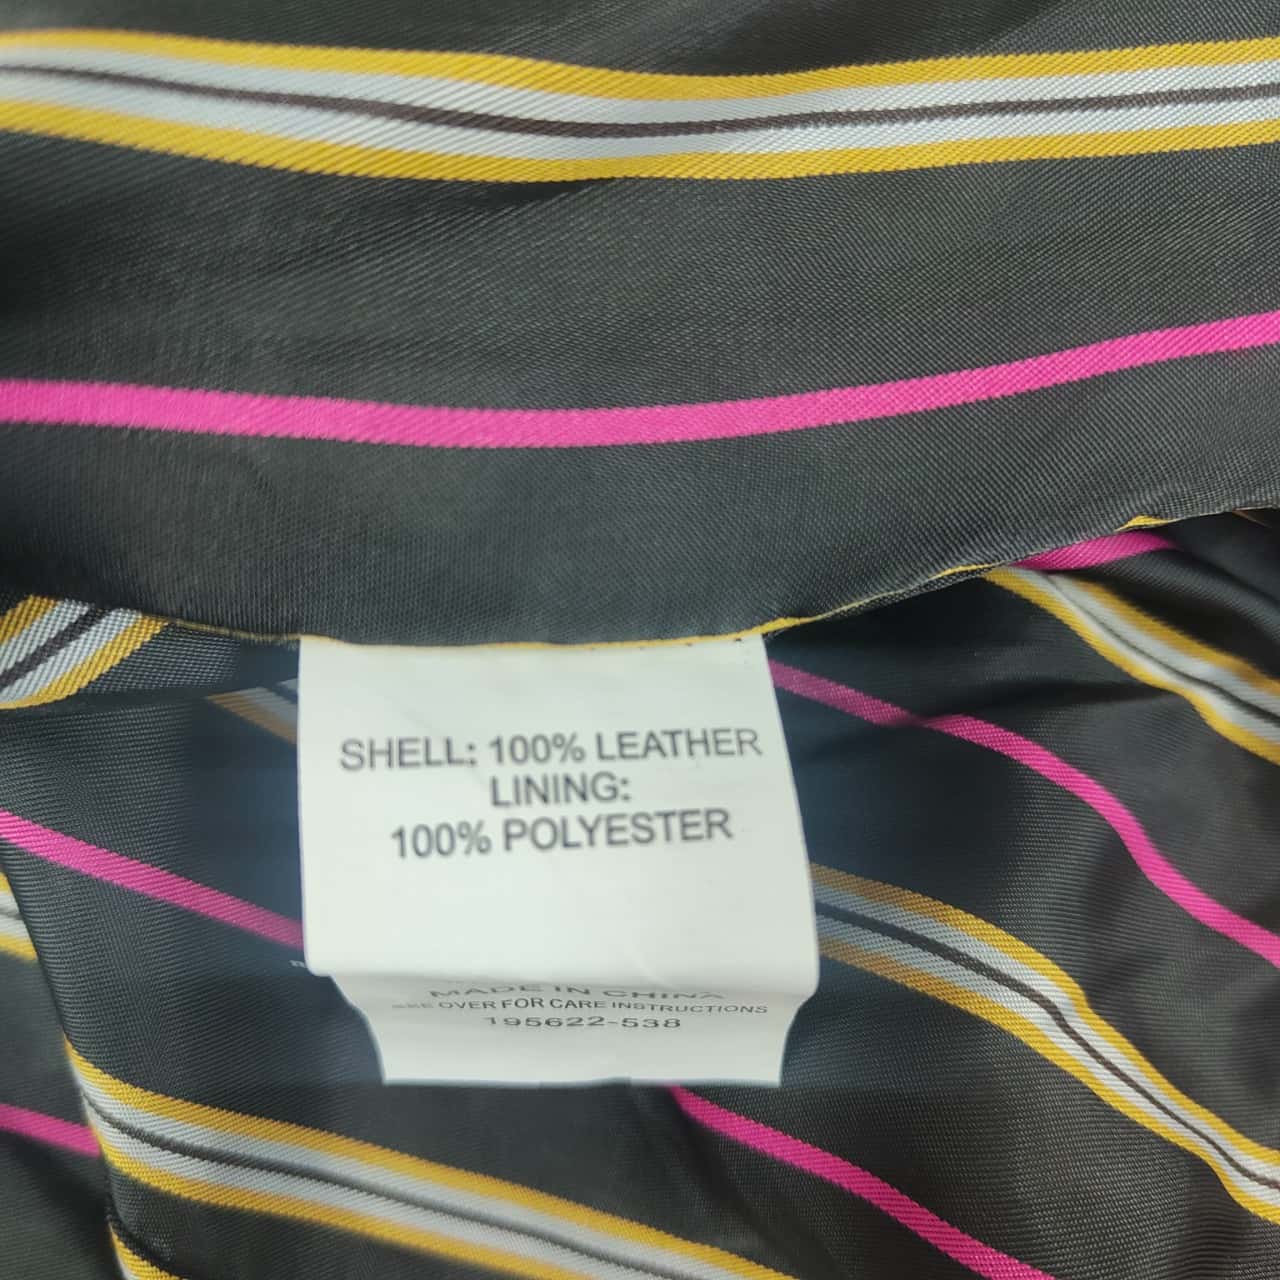 SHELL: 100% LEATHER
LINING:
100% POLYESTER
MADE IN CHINA
SEE OVER FOR CARE INSTRUCTIONS
195622-538